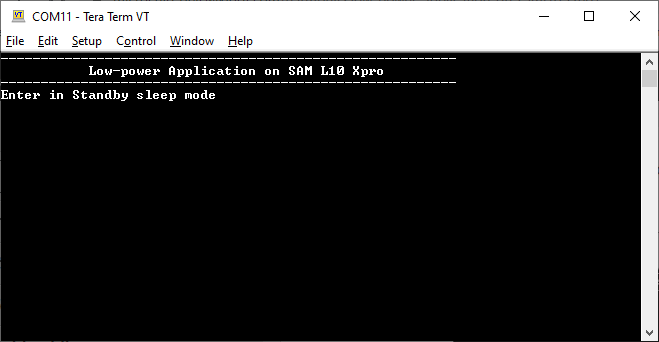 COM11 - Tera Term VT
File Edit Setup Control Window Help
Low-power Application on SAM L10 Xpro
Enter in Standby sleep mode